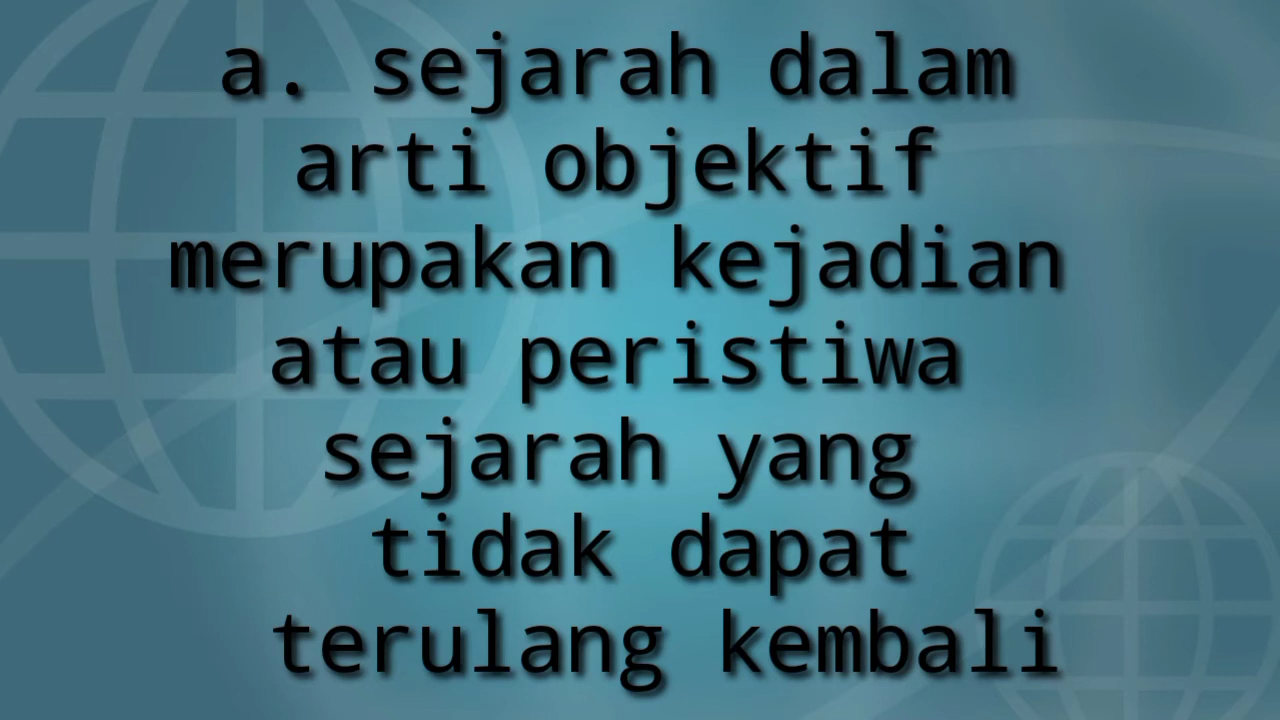 a. sejarah dalam
arti objektif
merupakan kejadian
atau peristiwa
sejarah yang
tidak dapat
terulang kembali